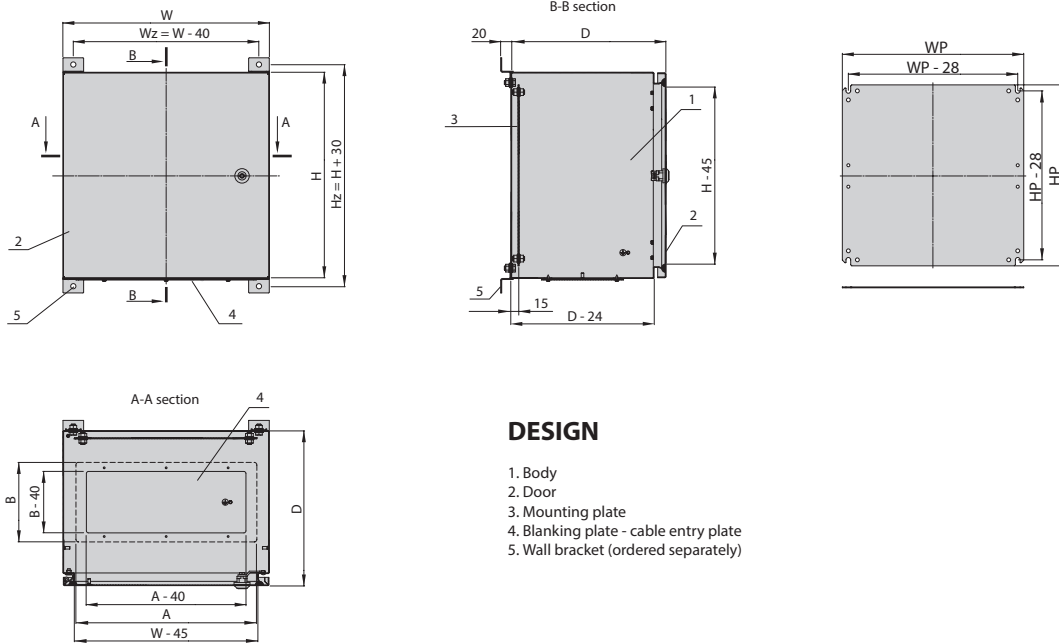 W
Wz = W - 40
B
A
A
H
Hz = H + 30
2
B
5
4
B-B section
20
D
1
3
H - 45
2
5
15
D - 24
WP
WP - 28
HP - 28
HP
A-A section
4
B
B - 40
D
A - 40
A
W - 45
DESIGN
1. Body
2. Door
3. Mounting plate
4. Blanking plate - cable entry plate
5. Wall bracket (ordered separately)